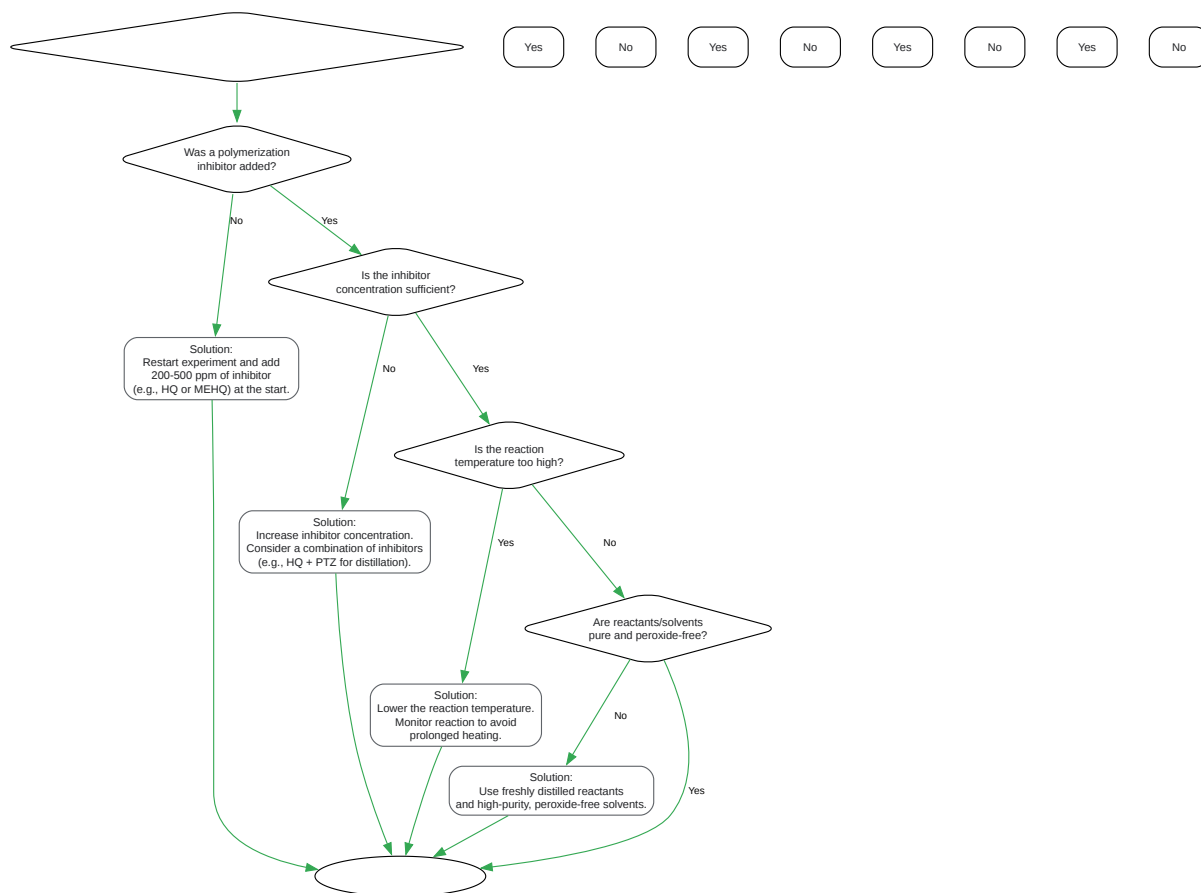 Yes
No
Yes
No
Yes
No
Yes
No
Was a polymerization
inhibitor added?
No
Yes
Is the inhibitor
concentration sufficient?
Solution:
Restart experiment and add
200-500 ppm of inhibitor
(e.g., HQ or MEHQ) at the start.
No
Yes
Is the reaction
temperature too high?
Solution:
Increase inhibitor concentration.
Consider a combination of inhibitors
(e.g., HQ + PTZ for distillation).
Yes
No
Are reactants/solvents
pure and peroxide-free?
Solution:
Lower the reaction temperature.
Monitor reaction to avoid
prolonged heating.
No
Solution:
Use freshly distilled reactants
and high-purity, peroxide-free solvents.
Yes